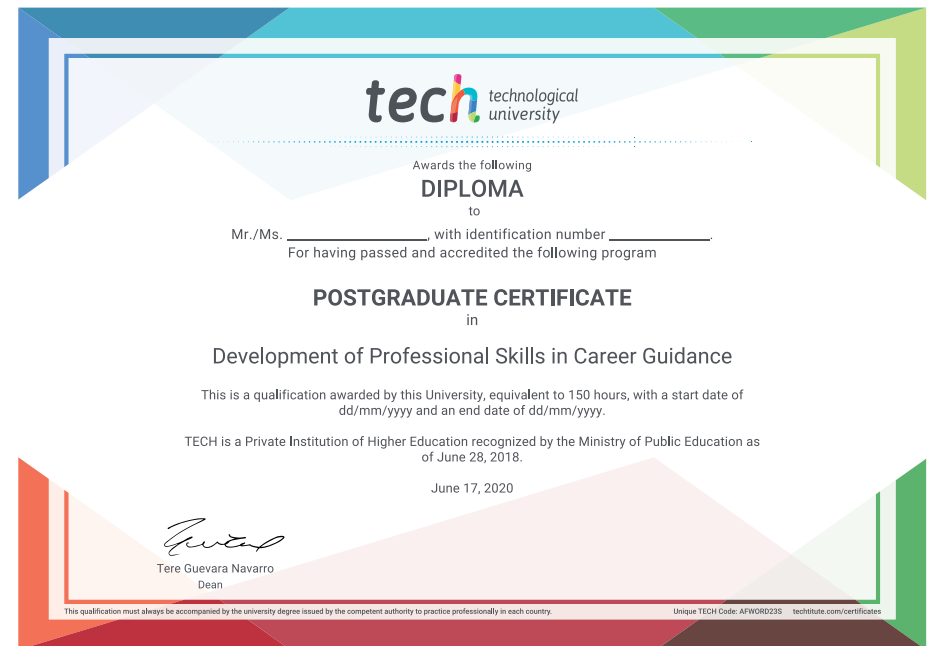 tech technological
university
Awards the following
DIPLOMA
to
Mr./Ms. ____________________, with identification number ______________.
For having passed and accredited the following program
POSTGRADUATE CERTIFICATE
in
Development of Professional Skills in Career Guidance
This is a qualification awarded by this University, equivalent to 150 hours, with a start date of
dd/mm/yyyy and an end date of dd/mm/yyyy.
TECH is a Private Institution of Higher Education recognized by the Ministry of Public Education as
of June 28, 2018.
June 17, 2020
Tere Guevara Navarro
Dean
This qualification must always be accompanied by the university degree issued by the competent authority to practice professionally in each country.
Unique TECH Code: AFWORD23S techtitute.com/certificates